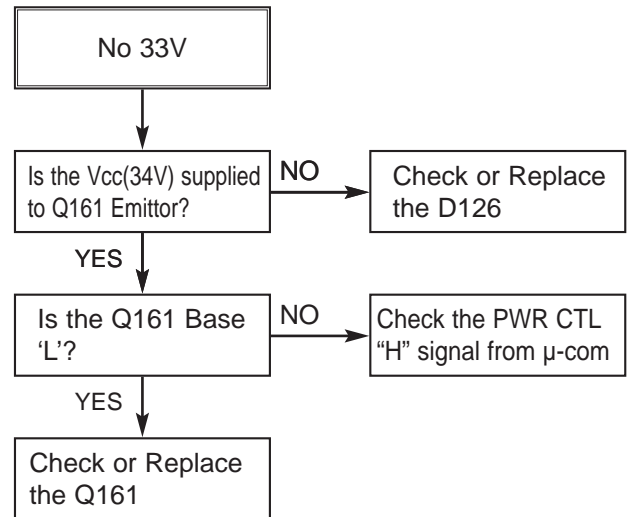 No 33V
Is the Vcc(34V) supplied
to Q161 Emittor?
NO
Check or Replace
the D126
YES
Is the Q161 Base
‘L’?
NO
Check the PWR CTL
“H” signal from µ-com
YES
Check or Replace
the Q161